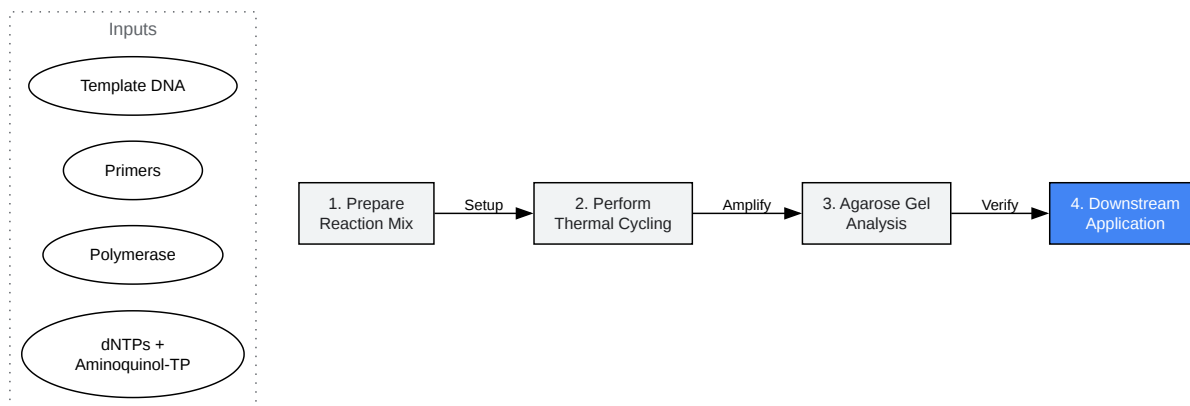 Inputs
Template DNA
Primers
Polymerase
dNTPs +
Aminoquinol-TP
1. Prepare
Reaction Mix
Setup
2. Perform
Thermal Cycling
Amplify
3. Agarose Gel
Analysis
Verify
4. Downstream
Application